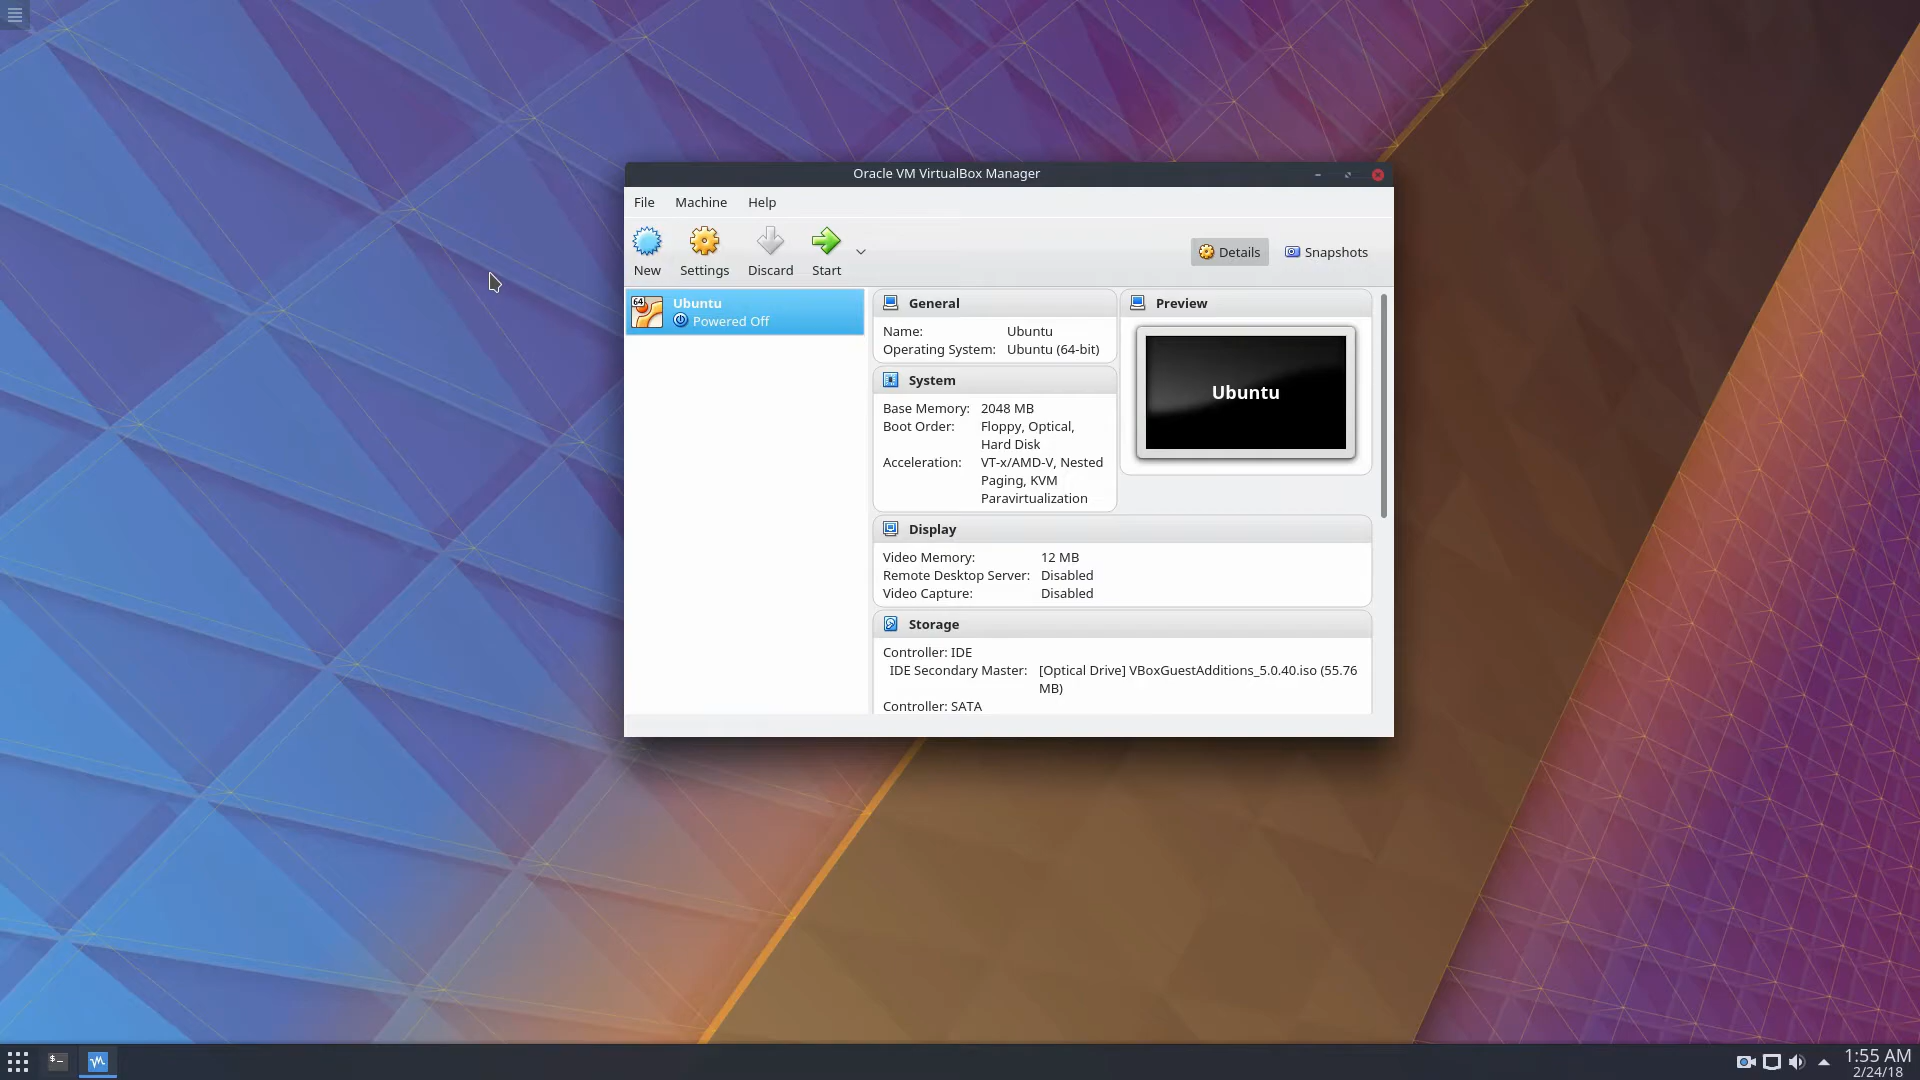 Oracle VM VirtualBox Manager
File Machine Help
New Settings Discard Start
Details Snapshots
64
Ubuntu
Powered Off
General
Name: Ubuntu
Operating System: Ubuntu (64-bit)
Preview
Ubuntu
System
Base Memory: 2048 MB
Boot Order: Floppy, Optical,
Hard Disk
Acceleration: VT-x/AMD-V, Nested
Paging, KVM
Paravirtualization
Display
Video Memory: 12 MB
Remote Desktop Server: Disabled
Video Capture: Disabled
Storage
Controller: IDE
IDE Secondary Master: [Optical Drive] VBoxGuestAdditions_5.0.40.iso (55.76
MB)
Controller: SATA
1:55 AM
2/24/18